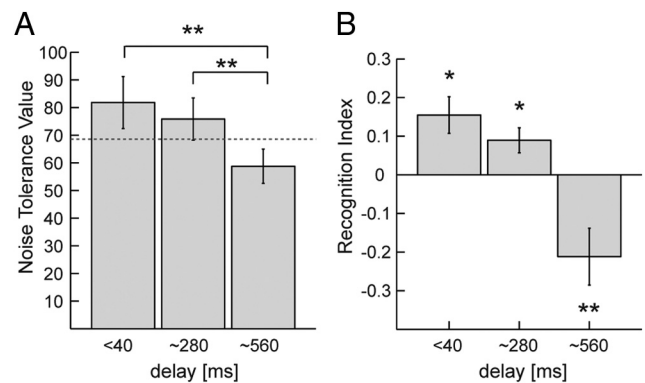 A
**
**
100
90
80
70
60
50
40
30
20
10
Noise Tolerance Value
<40 ~280 ~560
delay [ms]
B
0.3
0.2
0.1
0
-0.1
-0.2
-0.3
Recognition Index
*
*
**
<40 ~280 ~560
delay [ms]